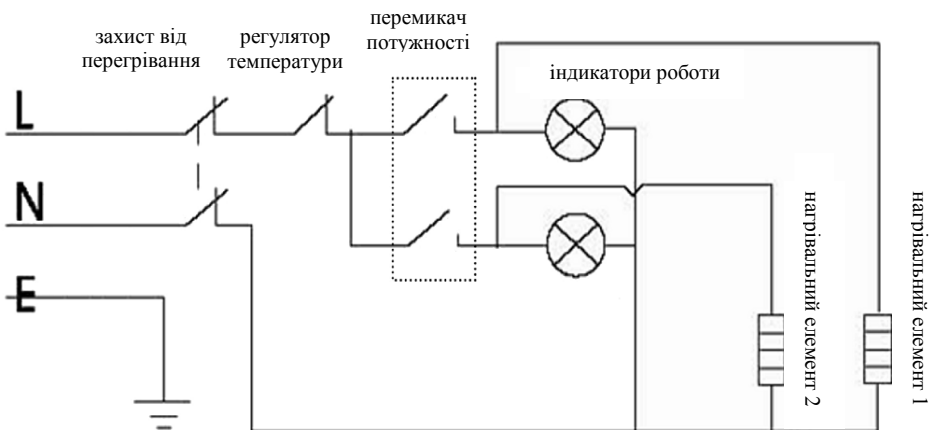 захист від
перегрівання
регулятор
температури
перемикач
потужності
індикатори роботи
L
N
E
нагрівальний елемент 2
нагрівальний елемент 1